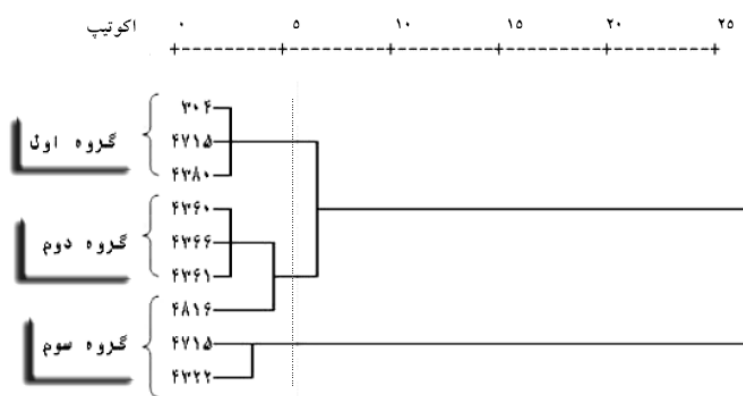 اکوتیپ ۰ ۵ ۱۰ ۱۵ ۲۰ ۲۵
۳۰۴
گروه اول ۴۷۱۵
۴۳۸۰
۴۳۶۰
گروه دوم ۴۳۶۶
۴۳۶۱
۴۸۱۶
گروه سوم ۴۷۱۵
۴۳۲۲